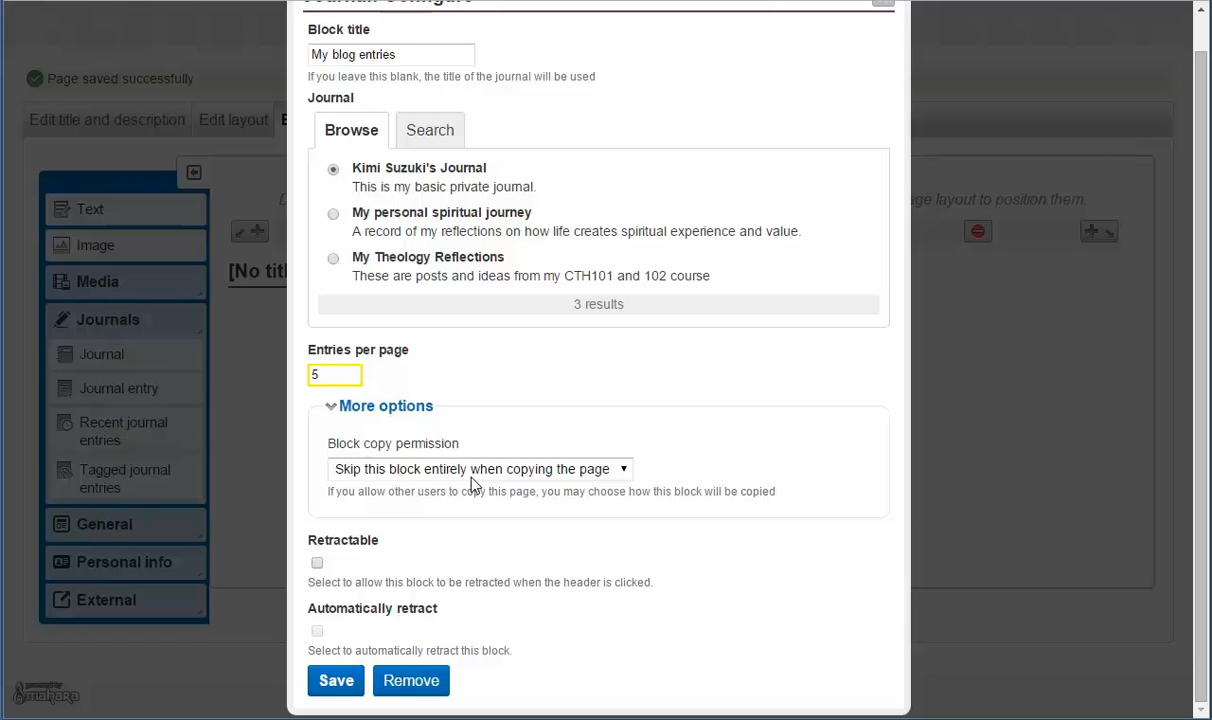 Block title
My blog entries
If you leave this blank, the title of the journal will be used
Page saved successfully
Journal
Edit title and description
Edit layout
Browse
Search
Kimi Suzuki's Journal
This is my basic private journal.
My personal spiritual journey
A record of my reflections on how life creates spiritual experience and value.
My Theology Reflections
These are posts and ideas from my CTH101 and 102 course
3 results
Entries per page
5
More options
Block copy permission
Skip this block entirely when copying the page
If you allow other users to copy this page, you may choose how this block will be copied
Retractable
Select to allow this block to be retracted when the header is clicked.
Automatically retract
Select to automatically retract this block.
Save
Remove
Text
Image
Media
Journals
Journal
Journal entry
Recent journal
entries
Tagged journal
entries
General
Personal info
External
[No titl
page layout to position them.
mahara